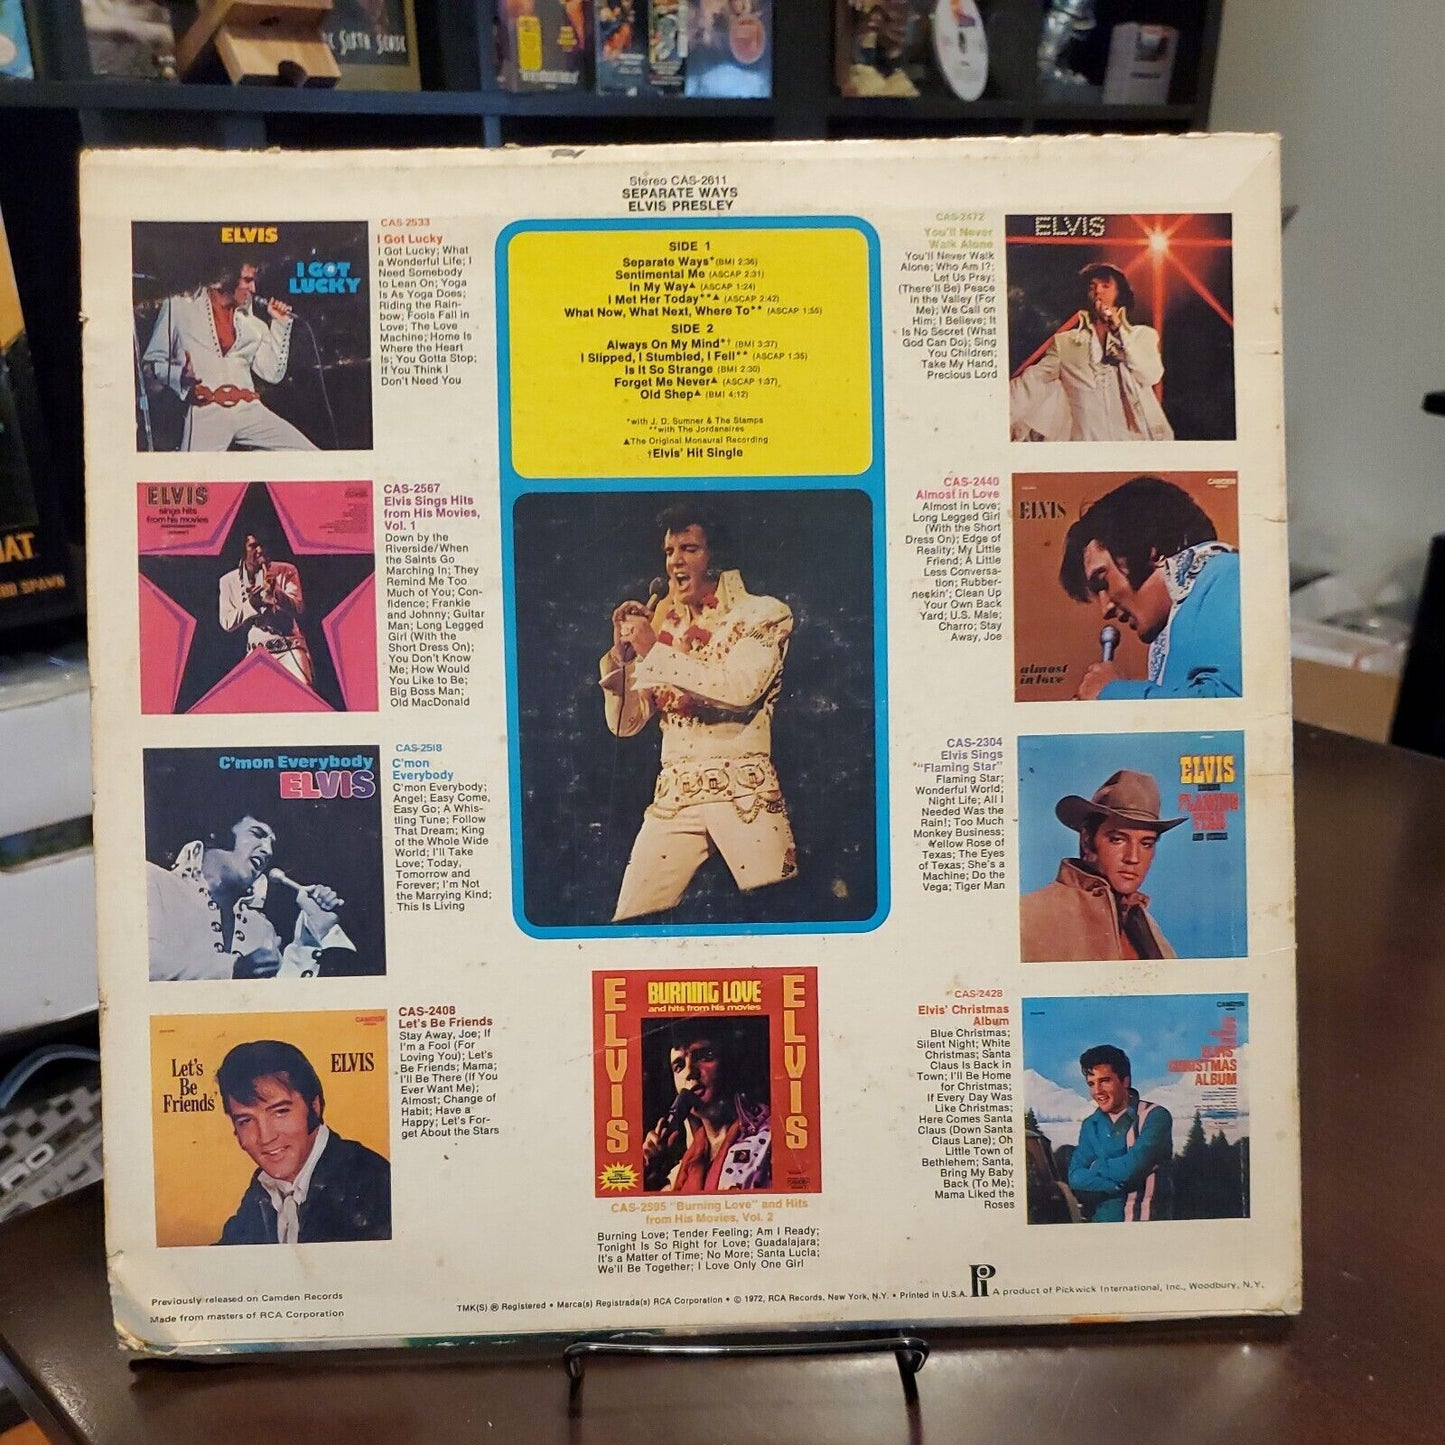 SIXTH SENSE
Stereo CAS-2611
SEPARATE WAYS
ELVIS PRESLEY
SIDE 1
Separate Ways* (BMI 2:36)
Sentimental Me (ASCAP 2:31)
In My Way▲ (ASCAP 1:24)
I Met Her Today**▲ (ASCAP 2:42)
What Now, What Next, Where To** (ASCAP 1:55)
SIDE 2
Always On My Mind*† (BMI 3:37)
I Slipped, I Stumbled, I Fell** (ASCAP 1:35)
Is It So Strange (BMI 2:30)
Forget Me Never▲ (ASCAP 1:37)
Old Shep▲ (BMI 4:12)
*with J. D. Sumner & The Stamps
**with The Jordanaires
▲The Original Monaural Recording
†Elvis' Hit Single
ELVIS
I GOT
LUCKY
CAS-2533
I Got Lucky
I Got Lucky; What
a Wonderful Life; I
Need Somebody
to Lean On; Yoga
Is As Yoga Does;
Riding the Rain-
bow; Fools Fall in
Love; The Love
Machine; Home Is
Where the Heart
Is; You Gotta Stop;
If You Think I
Don't Need You
ELVIS
sings hits
from his movies
CAS-2567
Elvis Sings Hits
from His Movies,
Vol. 1
Down by the
Riverside/When
the Saints Go
Marching In; They
Remind Me Too
Much of You; Con-
fidence; Frankie
and Johnny; Guitar
Man; Long Legged
Girl (With the
Short Dress On);
You Don't Know
Me; How Would
You Like to Be;
Big Boss Man;
Old MacDonald
C'mon Everybody
ELVIS
CAS-2518
C'mon
Everybody
C'mon Everybody;
Angel; Easy Come,
Easy Go; A Whis-
tling Tune; Follow
That Dream; King
of the Whole Wide
World; I'll Take
Love; Today,
Tomorrow and
Forever; I'm Not
the Marrying Kind;
This Is Living
CAMDEN
Let's
Be
Friends
ELVIS
CAS-2408
Let's Be Friends
Stay Away, Joe; If
I'm a Fool (For
Loving You); Let's
Be Friends; Mama;
I'll Be There (If You
Ever Want Me);
Almost; Change of
Habit; Have a
Happy; Let's For-
get About the Stars
ELVIS
BURNING LOVE
and hits from his movies
ELVIS
CAS-2595 "Burning Love" and Hits
from His Movies, Vol. 2
Burning Love; Tender Feeling; Am I Ready;
Tonight Is So Right for Love; Guadalajara;
It's a Matter of Time; No More; Santa Lucia;
We'll Be Together; I Love Only One Girl
CAS-2472
You'll Never
Walk Alone
You'll Never Walk
Alone; Who Am I?;
Let Us Pray;
(There'll Be) Peace
in the Valley (For
Me); We Call on
Him; I Believe; It
Is No Secret (What
God Can Do); Sing
You Children;
Take My Hand,
Precious Lord
ELVIS
CAS-2440
Almost in Love
Almost in Love;
Long Legged Girl
(With the Short
Dress On); Edge of
Reality; My Little
Friend; A Little
Less Conversa-
tion; Rubber-
neckin'; Clean Up
Your Own Back
Yard; U.S. Male;
Charro; Stay
Away, Joe
CAMDEN
ELVIS
almost
in love
CAS-2304
Elvis Sings
"Flaming Star"
Flaming Star;
Wonderful World;
Night Life; All I
Needed Was the
Rain!; Too Much
Monkey Business;
Yellow Rose of
Texas; The Eyes
of Texas; She's a
Machine; Do the
Vega; Tiger Man
ELVIS
FLAMING
STAR
CAS-2428
Elvis' Christmas
Album
Blue Christmas;
Silent Night; White
Christmas; Santa
Claus Is Back in
Town; I'll Be Home
for Christmas;
If Every Day Was
Like Christmas;
Here Comes Santa
Claus (Down Santa
Claus Lane); Oh
Little Town of
Bethlehem; Santa,
Bring My Baby
Back (To Me);
Mama Liked the
Roses
CAMDEN
ELVIS'
CHRISTMAS
ALBUM
Previously released on Camden Records
Made from masters of RCA Corporation
TMK(S) ® Registered • Marca(s) Registrada(s) RCA Corporation • © 1972, RCA Records, New York, N.Y. • Printed in U.S.A.
Pi
A product of Pickwick International, Inc., Woodbury, N.Y.
SPAWN